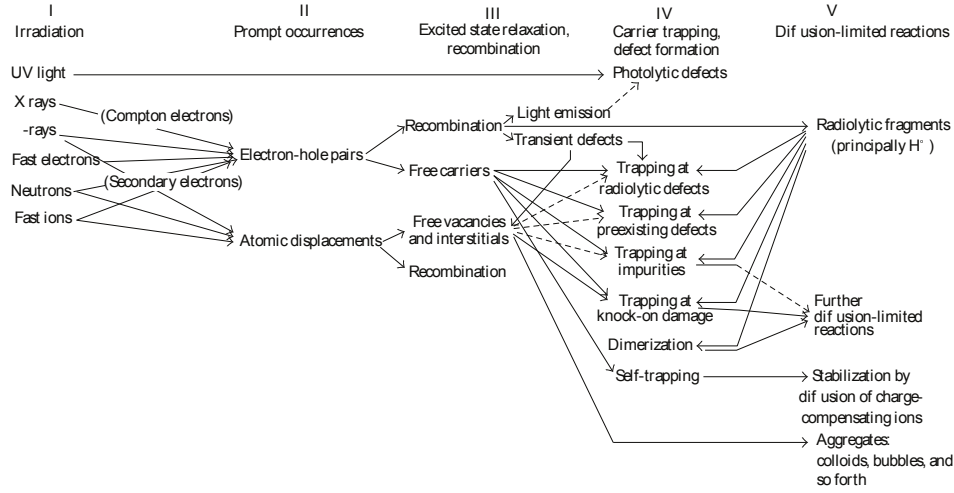 I
Irradiation
II
Prompt occurrences
III
Excited state relaxation,
recombination
IV
Carrier trapping,
defect formation
V
Dif usion-limited reactions
UV light
Photolytic defects
X rays
(Compton electrons)
-rays
Fast electrons
(Secondary electrons)
Neutrons
Fast ions
Electron-hole pairs
Atomic displacements
Recombination
Light emission
Transient defects
Free carriers
Free vacancies
and interstitials
Recombination
Trapping at
radiolytic defects
Trapping at
preexisting defects
Trapping at
impurities
Trapping at
knock-on damage
Dimerization
Self-trapping
Radiolytic fragments
(principally H° )
Further
dif usion-limited
reactions
Stabilization by
dif usion of charge-
compensating ions
Aggregates:
colloids, bubbles, and
so forth